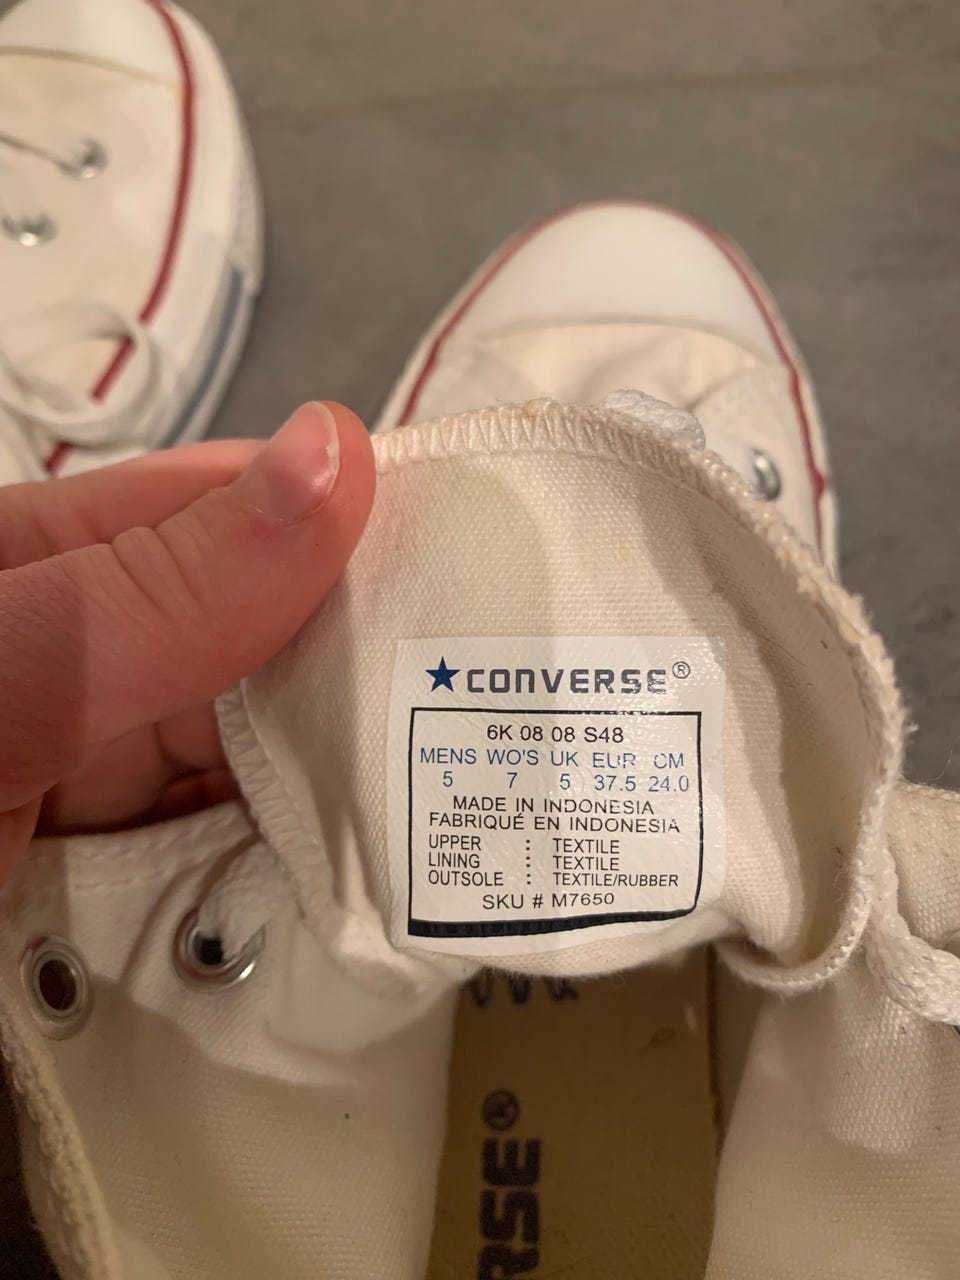 ★CONVERSE®
6K 08 08 S48
MENS WO'S UK EUR CM
5 7 5 37.5 24.0
MADE IN INDONESIA
FABRIQUÉ EN INDONESIA
UPPER : TEXTILE
LINING : TEXTILE
OUTSOLE : TEXTILE/RUBBER
SKU # M7650
RSE®